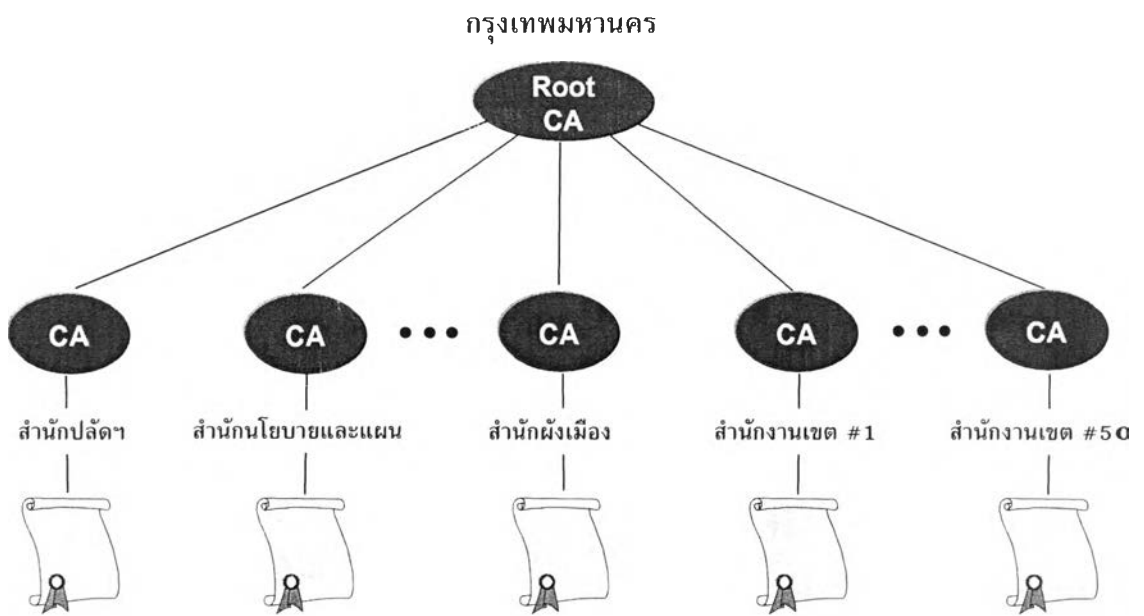 กรุงเทพมหานคร
Root
CA
CA CA ••• CA CA ••• CA
สำนักปลัดฯ สำนักนโยบายและแผน สำนักผังเมือง สำนักงานเขต #1 สำนักงานเขต #50